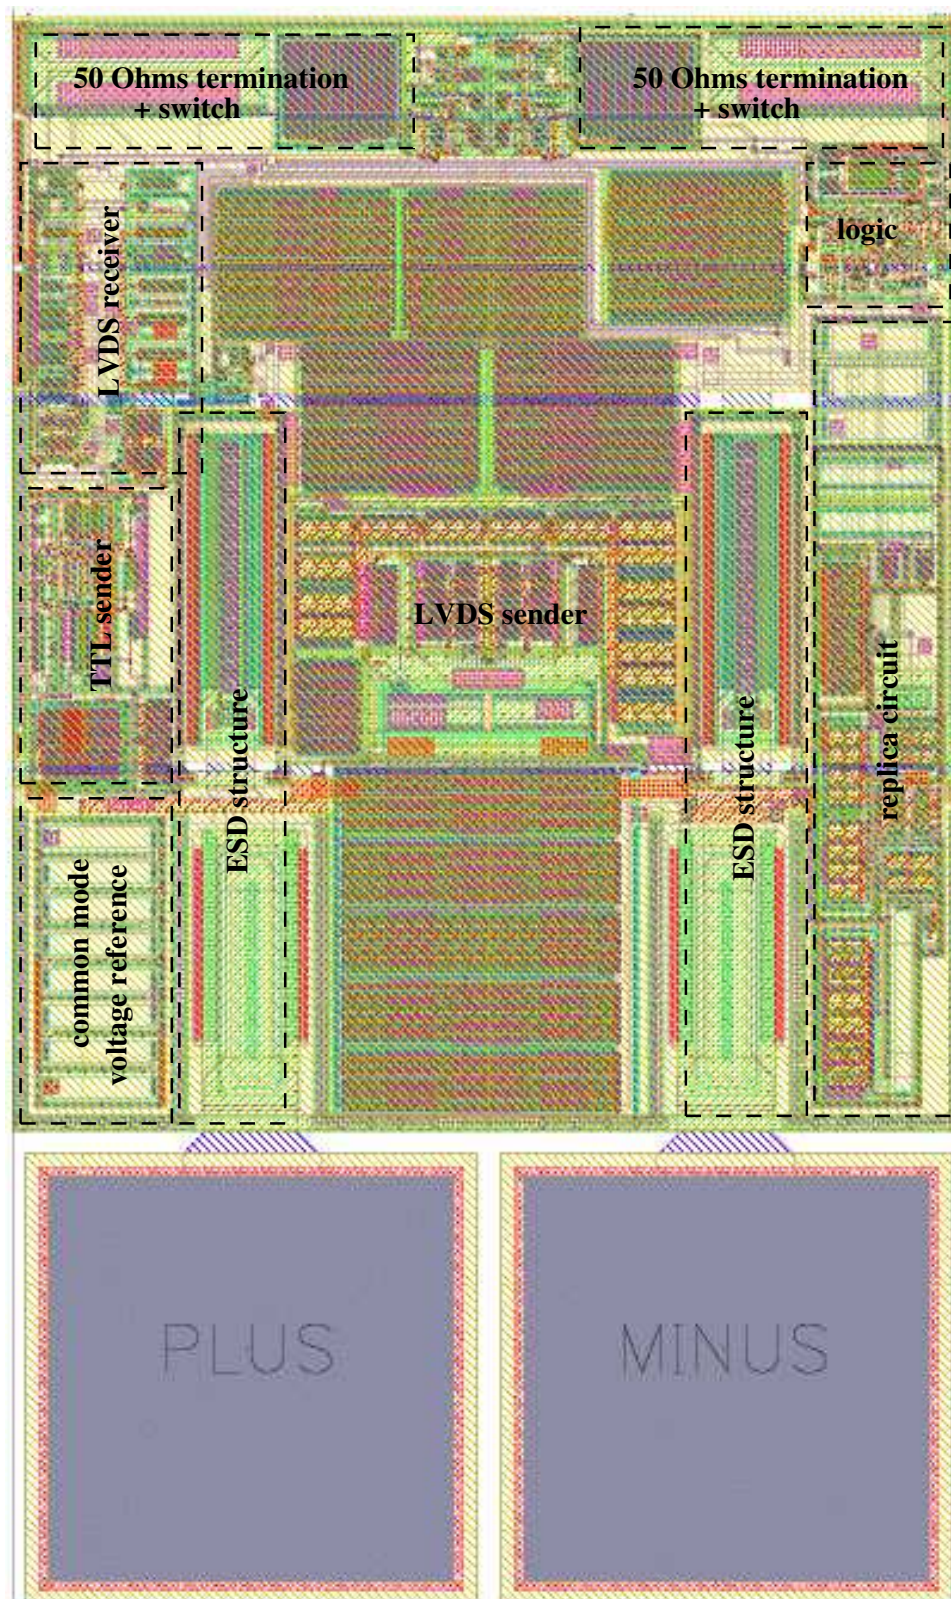 50 Ohms termination
+ switch
50 Ohms termination
+ switch
LVDS receiver
logic
TTL sender
LVDS sender
ESD structure
ESD structure
replica circuit
common mode
voltage reference
PLUS
MINUS